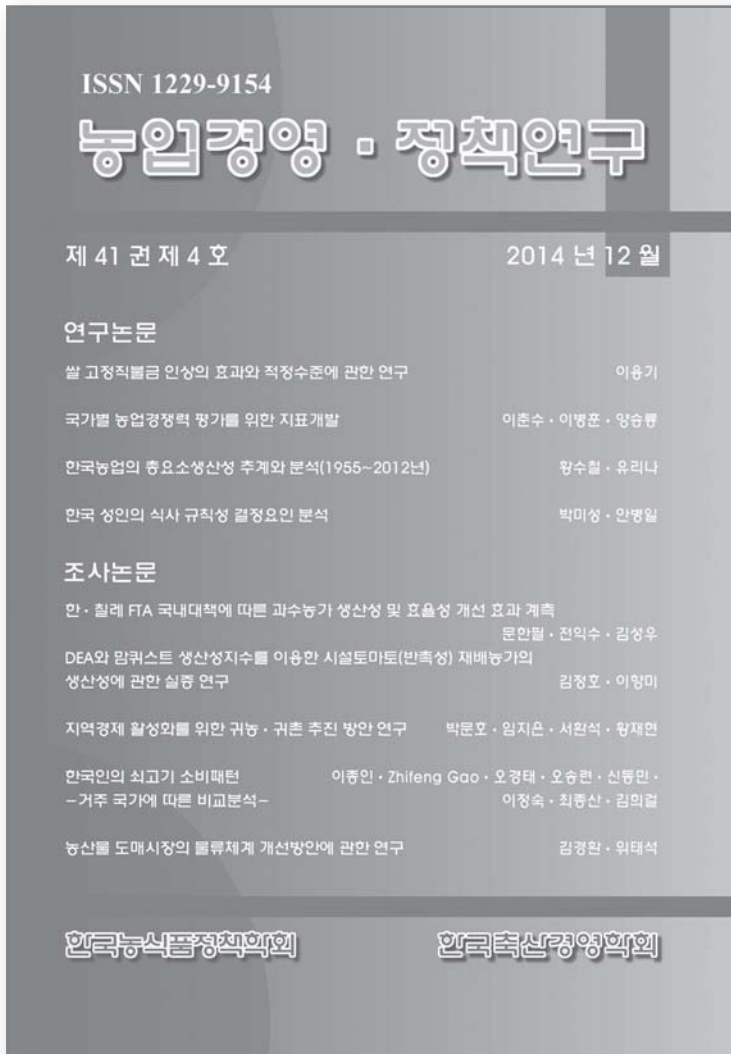 ISSN 1229-9154
농업경영·정책연구
제 41 권 제 4 호 2014 년 12 월
연구논문
쌀 고정직불금 인상의 효과와 적정수준에 관한 연구 이용기
국가별 농업경쟁력 평가를 위한 지표개발 이춘수·이병훈·양승룡
한국농업의 총요소생산성 추계와 분석(1955~2012년) 황수철·유리나
한국 성인의 식사 규칙성 결정요인 분석 박미성·안병일
조사논문
한·칠레 FTA 국내대책에 따른 과수농가 생산성 및 효율성 개선 효과 계측
문한필·전익수·김성우
DEA와 맘퀴스트 생산성지수를 이용한 시설토마토(반촉성) 재배농가의
생산성에 관한 실증 연구 김정호·이향미
지역경제 활성화를 위한 귀농·귀촌 추진 방안 연구 박문호·임지은·서환석·황재현
한국인의 쇠고기 소비패턴 이종인·Zhifeng Gao·오경태·오승련·신동민·
-거주 국가에 따른 비교분석- 이정숙·최종산·김희걸
농산물 도매시장의 물류체계 개선방안에 관한 연구 김경환·위태석
한국농식품정책학회 한국축산경영학회